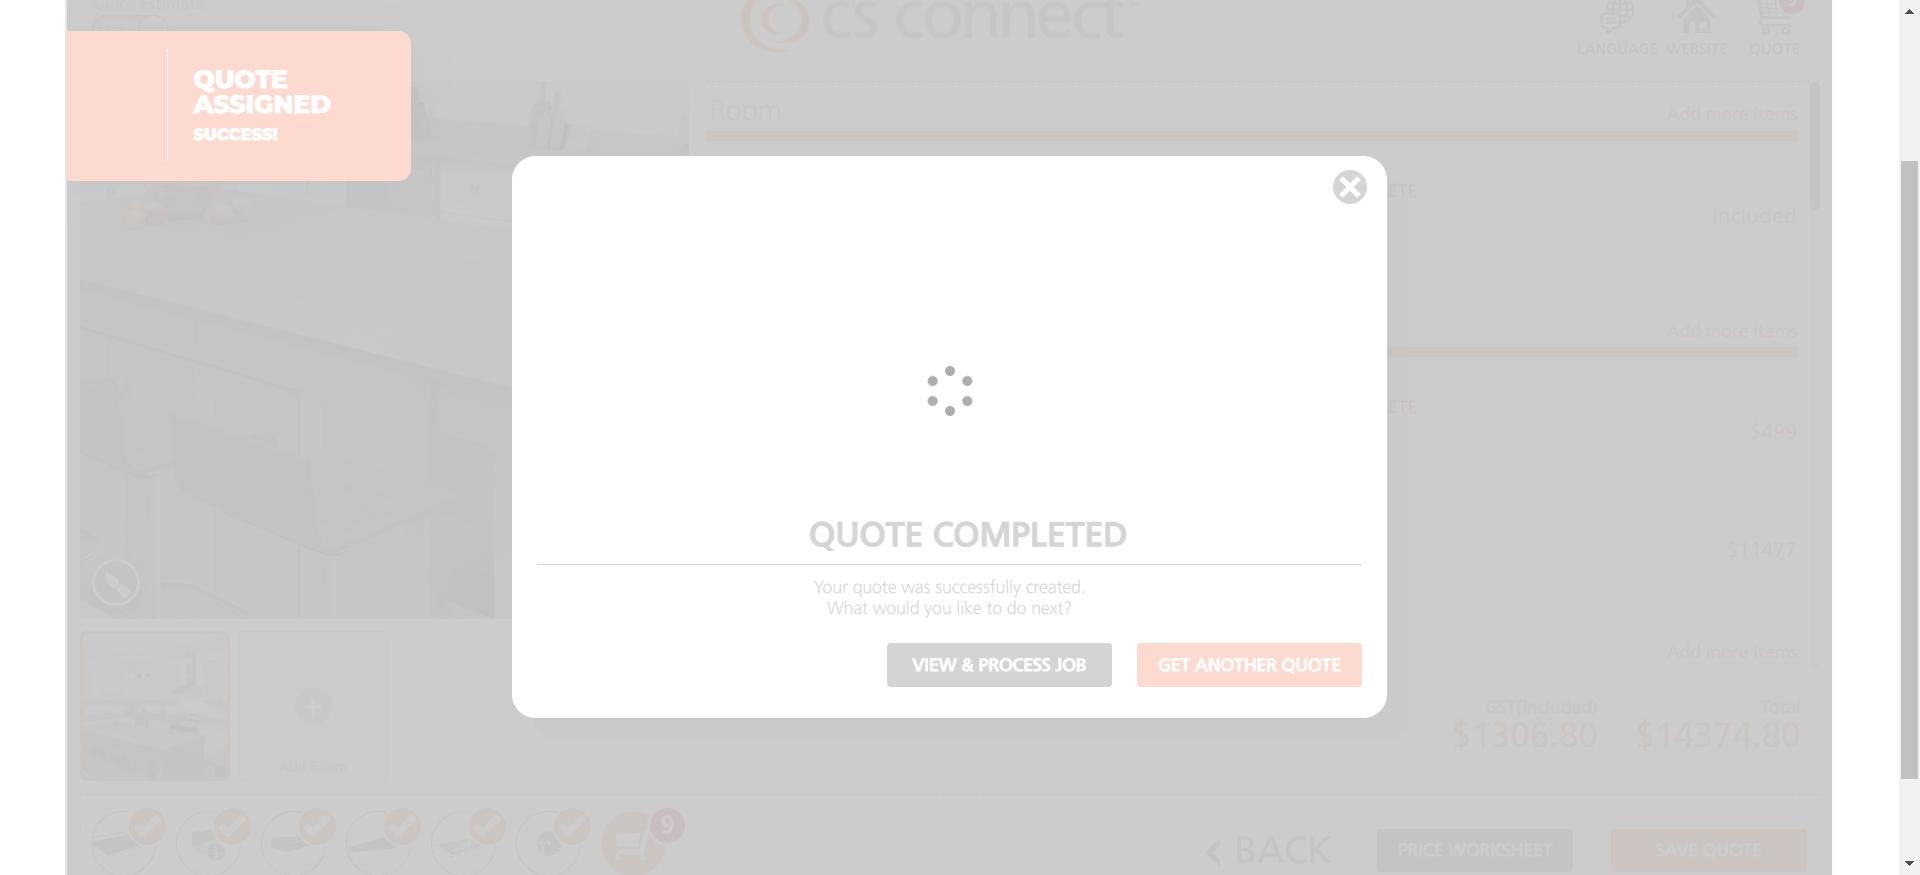 Quick Estimate
cs connect
LANGUAGE WEBSITE QUOTE
QUOTE
ASSIGNED
SUCCESS!
Room
Add more items
Included
Add more items
$499
$11477
QUOTE COMPLETED
Your quote was successfully created.
What would you like to do next?
VIEW & PROCESS JOB
GET ANOTHER QUOTE
Add more items
GST(Included)
Total
$1306.80
$14374.80
Add Room
9
BACK
PRICE WORKSHEET
SAVE QUOTE